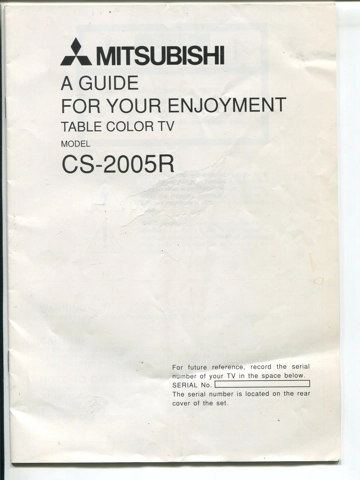 MITSUBISHI
A GUIDE
FOR YOUR ENJOYMENT
TABLE COLOR TV
MODEL
CS-2005R
For future reference, record the serial
number of your TV in the space below.
SERIAL No.
The serial number is located on the rear
cover of the set.